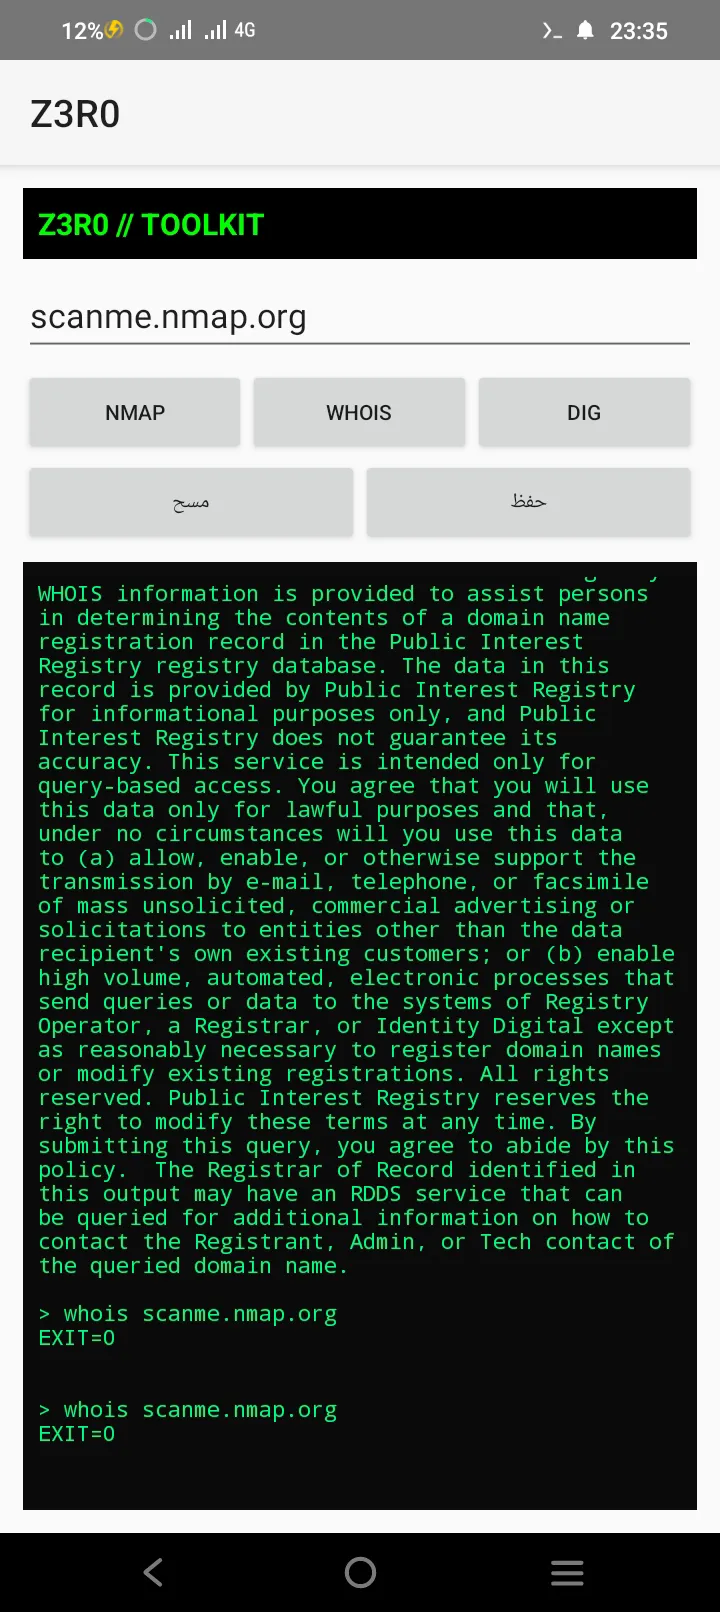 12% 4G 23:35
Z3R0
Z3R0 // TOOLKIT
scanme.nmap.org
NMAP WHOIS DIG
مسح حفظ
WHOIS information is provided to assist persons
in determining the contents of a domain name
registration record in the Public Interest
Registry registry database. The data in this
record is provided by Public Interest Registry
for informational purposes only, and Public
Interest Registry does not guarantee its
accuracy. This service is intended only for
query-based access. You agree that you will use
this data only for lawful purposes and that,
under no circumstances will you use this data
to (a) allow, enable, or otherwise support the
transmission by e-mail, telephone, or facsimile
of mass unsolicited, commercial advertising or
solicitations to entities other than the data
recipient's own existing customers; or (b) enable
high volume, automated, electronic processes that
send queries or data to the systems of Registry
Operator, a Registrar, or Identity Digital except
as reasonably necessary to register domain names
or modify existing registrations. All rights
reserved. Public Interest Registry reserves the
right to modify these terms at any time. By
submitting this query, you agree to abide by this
policy.  The Registrar of Record identified in
this output may have an RDDS service that can
be queried for additional information on how to
contact the Registrant, Admin, or Tech contact of
the queried domain name.
> whois scanme.nmap.org
EXIT=0
> whois scanme.nmap.org
EXIT=0